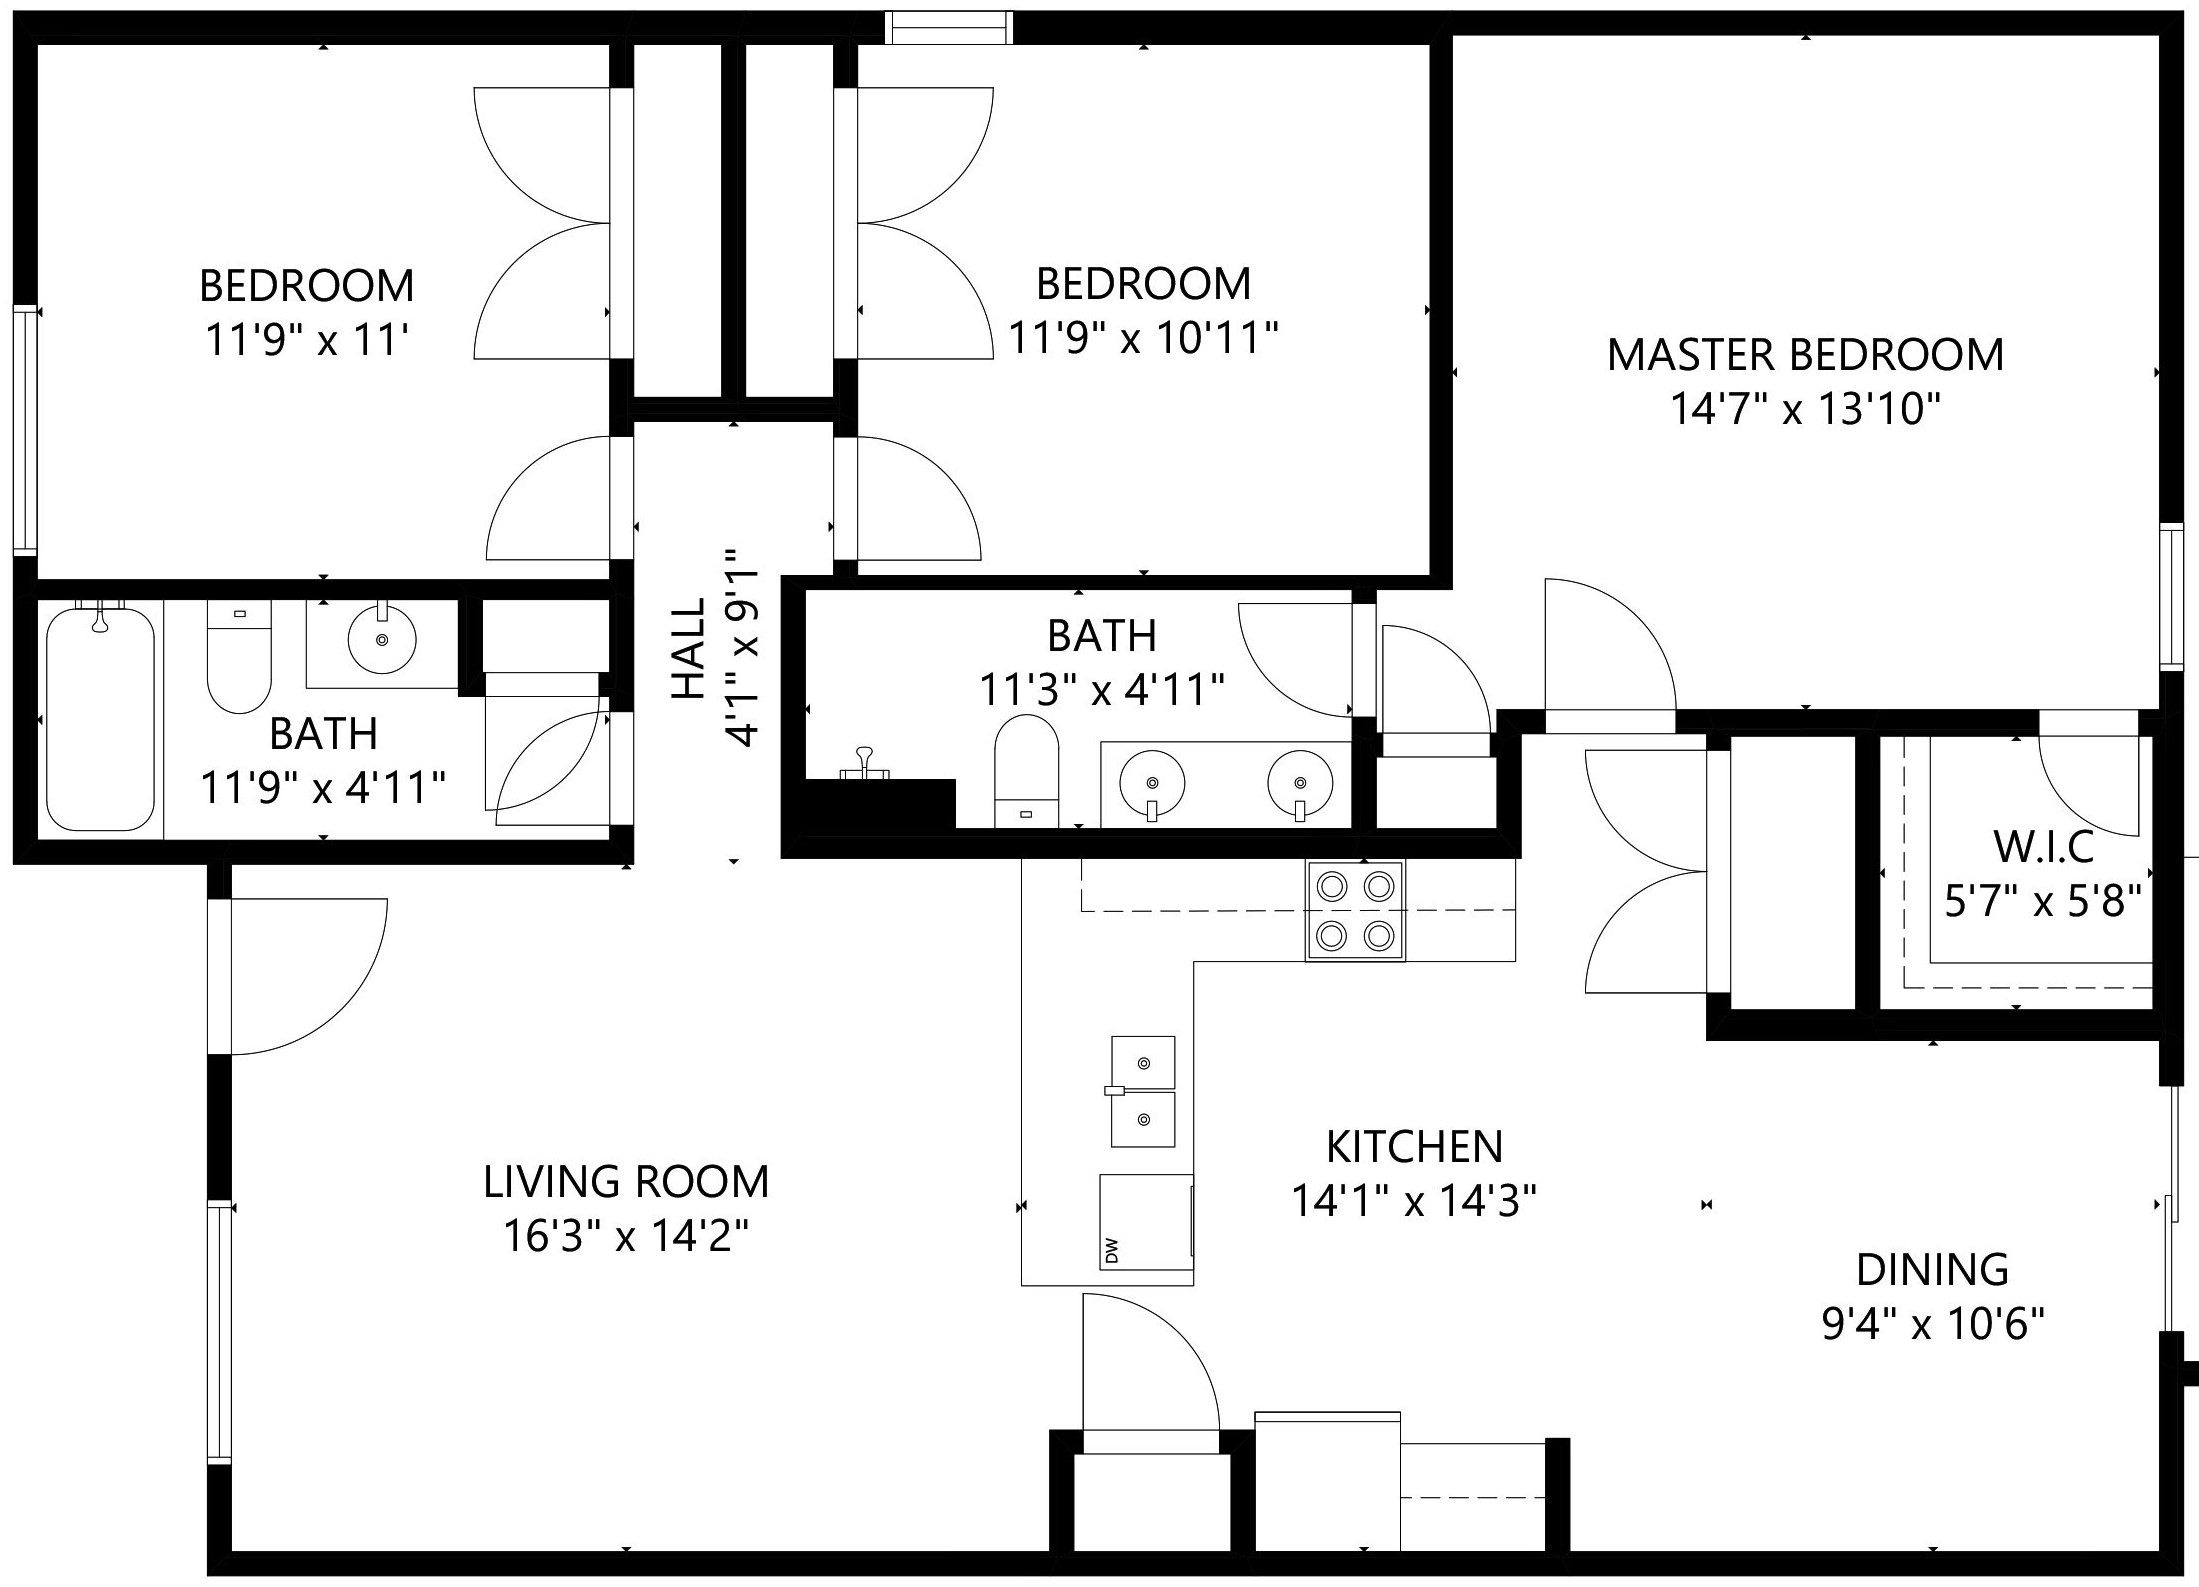 BEDROOM
11'9" x 11'
BEDROOM
11'9" x 10'11"
MASTER BEDROOM
14'7" x 13'10"
HALL
4'1" x 9'1"
BATH
11'3" x 4'11"
BATH
11'9" x 4'11"
W.I.C
5'7" x 5'8"
LIVING ROOM
16'3" x 14'2"
KITCHEN
14'1" x 14'3"
DW
DINING
9'4" x 10'6"